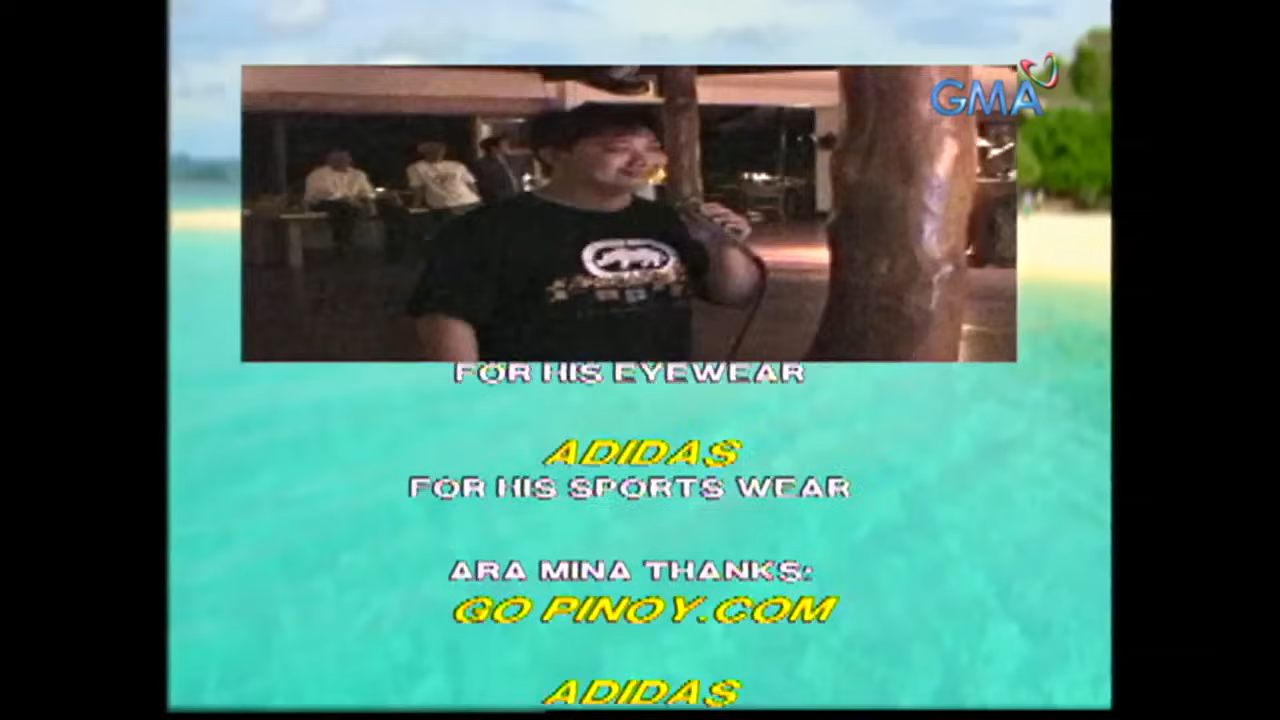 GMA
FOR HIS EYEWEAR
ADIDAS
FOR HIS SPORTS WEAR
ARA MINA THANKS:
GO PINOY.COM
ADIDAS